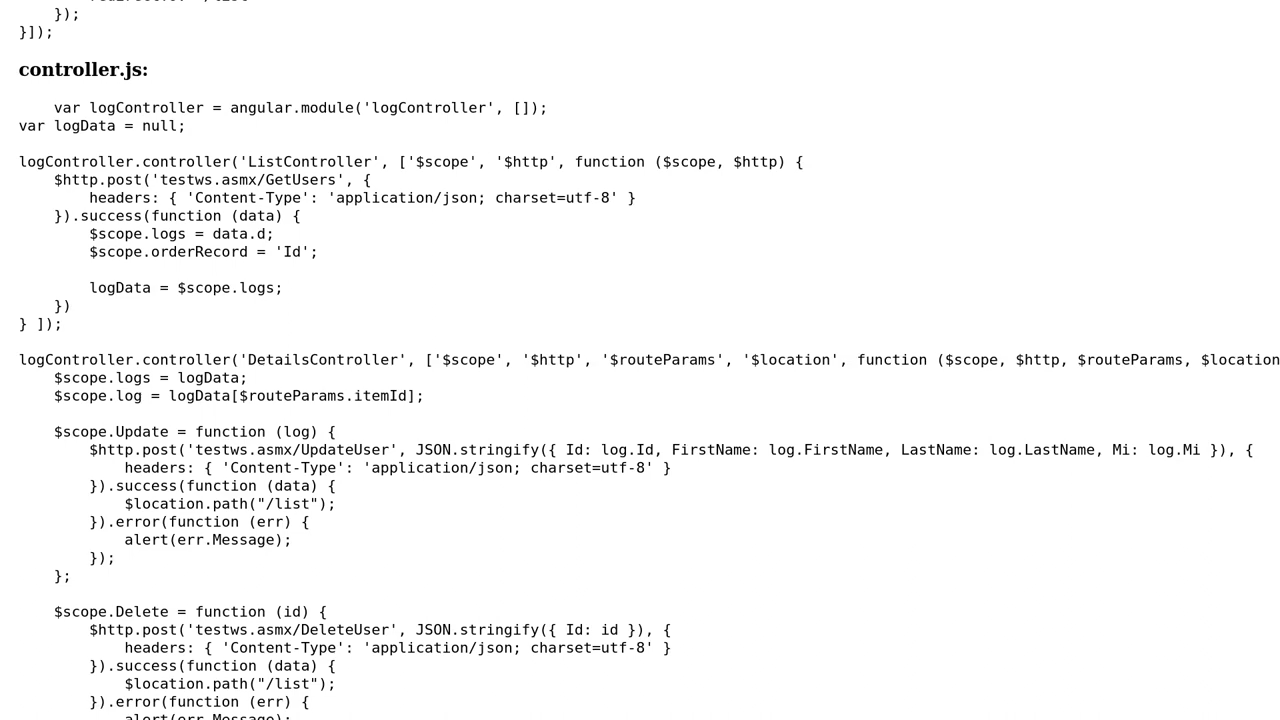 });
}]);
controller.js:
    var logController = angular.module('logController', []);
var logData = null;
logController.controller('ListController', ['$scope', '$http', function ($scope, $http) {
    $http.post('testws.asmx/GetUsers', {
        headers: { 'Content-Type': 'application/json; charset=utf-8' }
    }).success(function (data) {
        $scope.logs = data.d;
        $scope.orderRecord = 'Id';
        logData = $scope.logs;
    })
} ]);
logController.controller('DetailsController', ['$scope', '$http', '$routeParams', '$location', function ($scope, $http, $routeParams, $location
    $scope.logs = logData;
    $scope.log = logData[$routeParams.itemId];
    $scope.Update = function (log) {
        $http.post('testws.asmx/UpdateUser', JSON.stringify({ Id: log.Id, FirstName: log.FirstName, LastName: log.LastName, Mi: log.Mi }), {
            headers: { 'Content-Type': 'application/json; charset=utf-8' }
        }).success(function (data) {
            $location.path("/list");
        }).error(function (err) {
            alert(err.Message);
        });
    };
    $scope.Delete = function (id) {
        $http.post('testws.asmx/DeleteUser', JSON.stringify({ Id: id }), {
            headers: { 'Content-Type': 'application/json; charset=utf-8' }
        }).success(function (data) {
            $location.path("/list");
        }).error(function (err) {
            alert(err.Message);